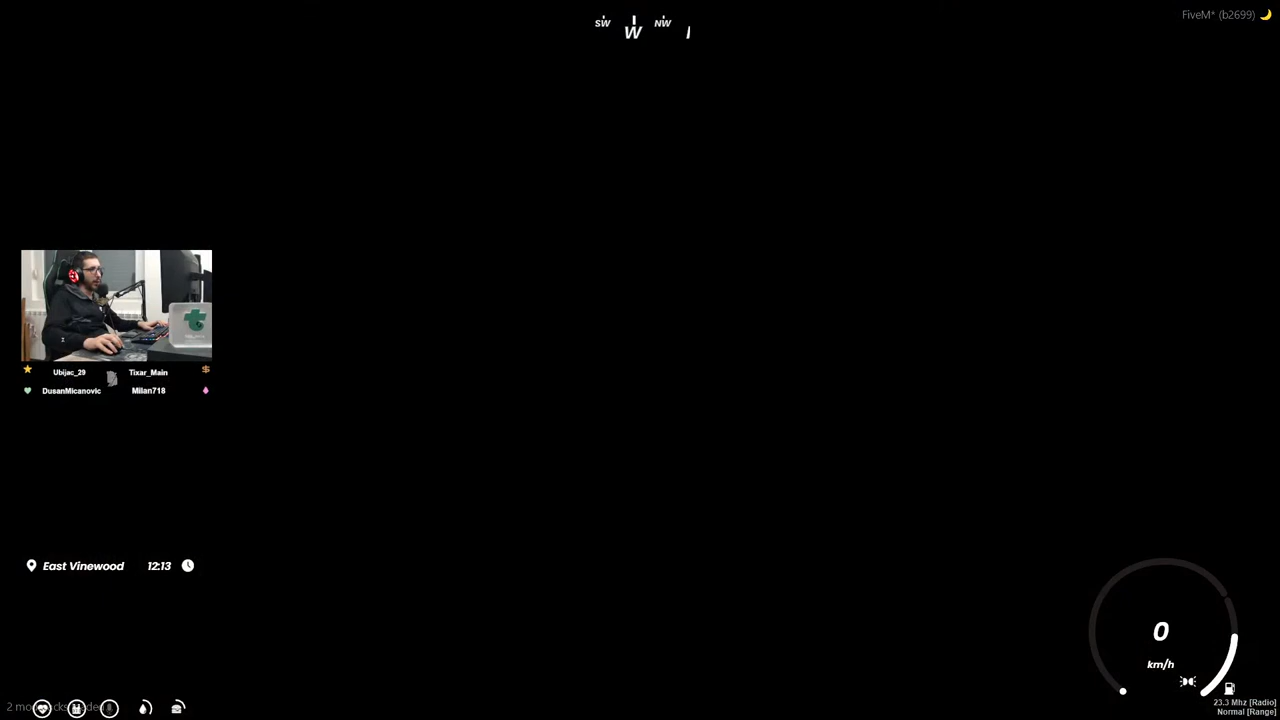 SW W NW
FiveM* (b2699)
Ubijac_29 Tixar_Main
DusanMicanovic Milan718
East Vinewood 12:13
0
km/h
23.3 Mhz [Radio]
Normal [Range]